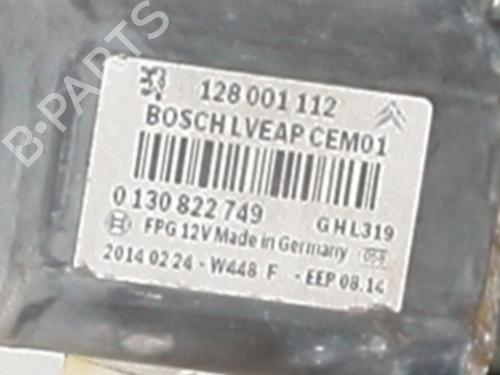 128 001 112
BOSCH LVEAP CEM01
0 130 822 749 GHL319
FPG 12V Made in Germany
2014 02 24 - W448 F - EEP 08.14